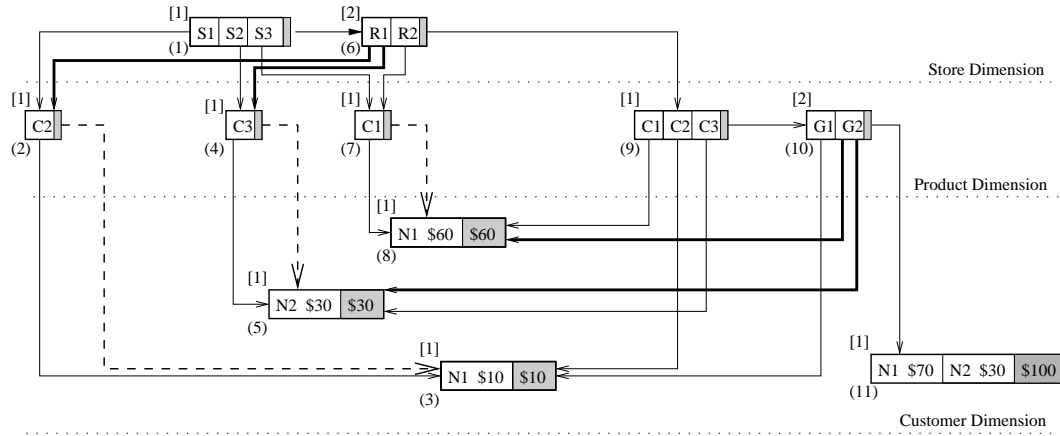 [1] [2]
S1 S2 S3 R1 R2
(1) (6)
Store Dimension
[1] [1] [1] [1] [2]
C2 C3 C1 C1 C2 C3 G1 G2
(2) (4) (7) (9) (10)
Product Dimension
[1]
N1 $60 $60
(8)
[1]
N2 $30 $30
(5)
[1] [1]
N1 $10 $10 N1 $70 N2 $30 $100
(3) (11)
Customer Dimension